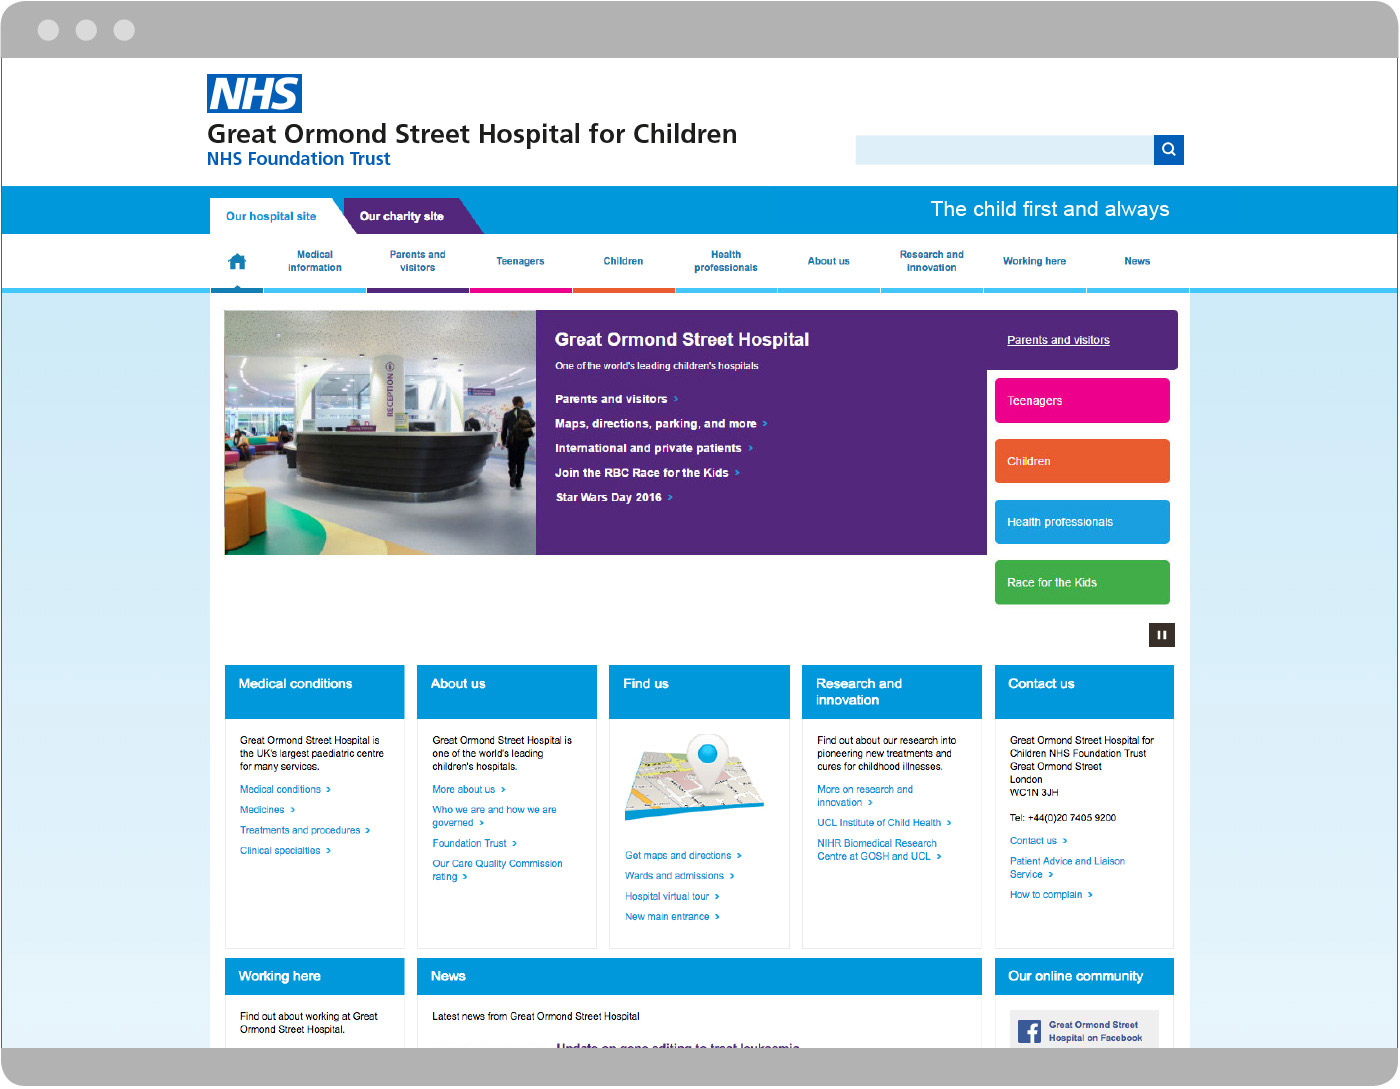 NHS
Great Ormond Street Hospital for Children
NHS Foundation Trust
Our hospital site
Our charity site
The child first and always
Medical
information
Parents and
visitors
Teenagers
Children
Health
professionals
About us
Research and
innovation
Working here
News
RECEPTION
Great Ormond Street Hospital
One of the world's leading children's hospitals
Parents and visitors
Maps, directions, parking, and more
International and private patients
Join the RBC Race for the Kids
Star Wars Day 2016
Parents and visitors
Teenagers
Children
Health professionals
Race for the Kids
Medical conditions
Great Ormond Street Hospital is
the UK's largest paediatric centre
for many services.
Medical conditions
Medicines
Treatments and procedures
Clinical specialties
About us
Great Ormond Street Hospital is
one of the world's leading
children's hospitals.
More about us
Who we are and how we are
governed
Foundation Trust
Our Care Quality Commission
rating
Find us
Get maps and directions
Wards and admissions
Hospital virtual tour
New main entrance
Research and
innovation
Find out about our research into
pioneering new treatments and
cures for childhood illnesses.
More on research and
innovation
UCL Institute of Child Health
NIHR Biomedical Research
Centre at GOSH and UCL
Contact us
Great Ormond Street Hospital for
Children NHS Foundation Trust
Great Ormond Street
London
WC1N 3JH
Tel: +44(0)20 7405 9200
Contact us
Patient Advice and Liaison
Service
How to complain
Working here
Find out about working at Great
Ormond Street Hospital.
News
Latest news from Great Ormond Street Hospital
Update on gene editing to treat leukaemia
Our online community
Great Ormond Street
Hospital on Facebook